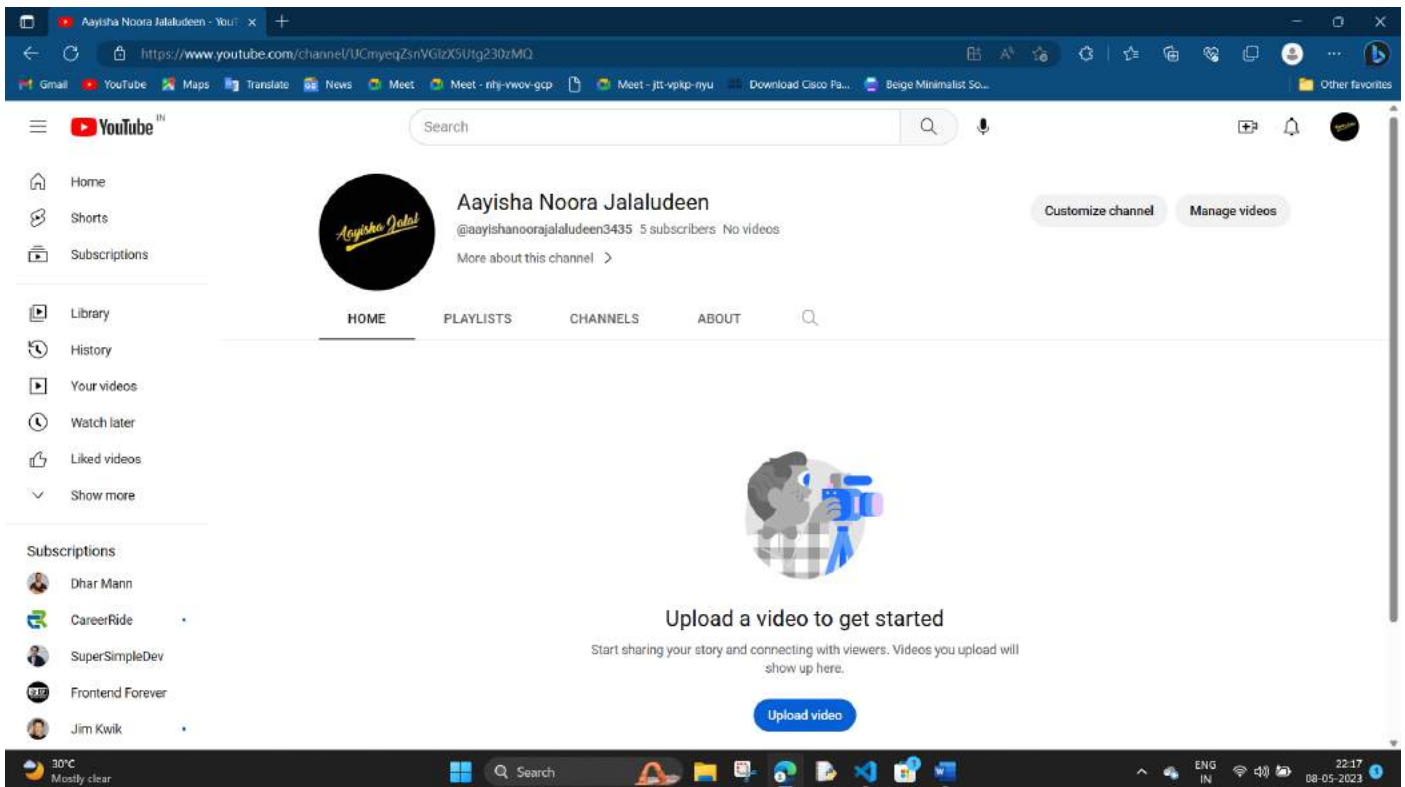 Aayisha Noora Jalaludeen - YouT
https://www.youtube.com/channel/UCmyeqZsnVGIzX5Utg230zMQ
Gmail YouTube Maps Translate News Meet Meet - nhj-vwov-gcp Meet - jtt-vpkp-nyu Download Cisco Pa... Beige Minimalist So... Other favorites
YouTube IN
Search
Home
Shorts
Subscriptions
Library
History
Your videos
Watch later
Liked videos
Show more
Subscriptions
Dhar Mann
CareerRide
SuperSimpleDev
Frontend Forever
Jim Kwik
Aayisha Jalal
Aayisha Noora Jalaludeen
@aayishanoorajalaludeen3435 5 subscribers No videos
More about this channel
Customize channel Manage videos
HOME PLAYLISTS CHANNELS ABOUT
Upload a video to get started
Start sharing your story and connecting with viewers. Videos you upload will
show up here.
Upload video
30°C
Mostly clear
Search
ENG
IN
22:17
08-05-2023